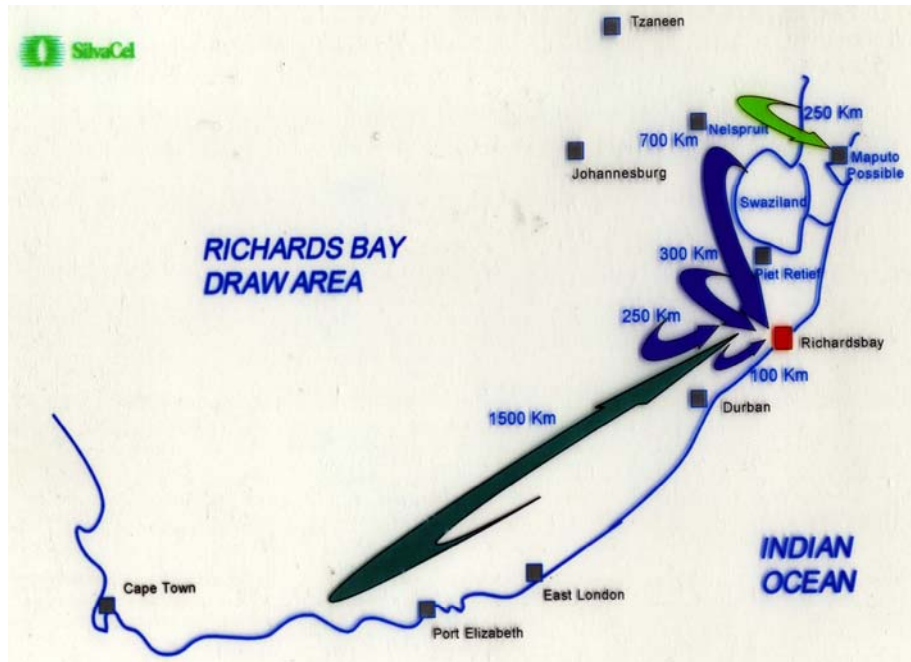 Tzaneen
SilvaCel
250 Km
Nelspruit
700 Km
Johannesburg
Maputo
Possible
Swaziland
RICHARDS BAY
DRAW AREA
300 Km
Piet Retief
250 Km
Richardsbay
100 Km
Durban
1500 Km
INDIAN
OCEAN
Cape Town
East London
Port Elizabeth